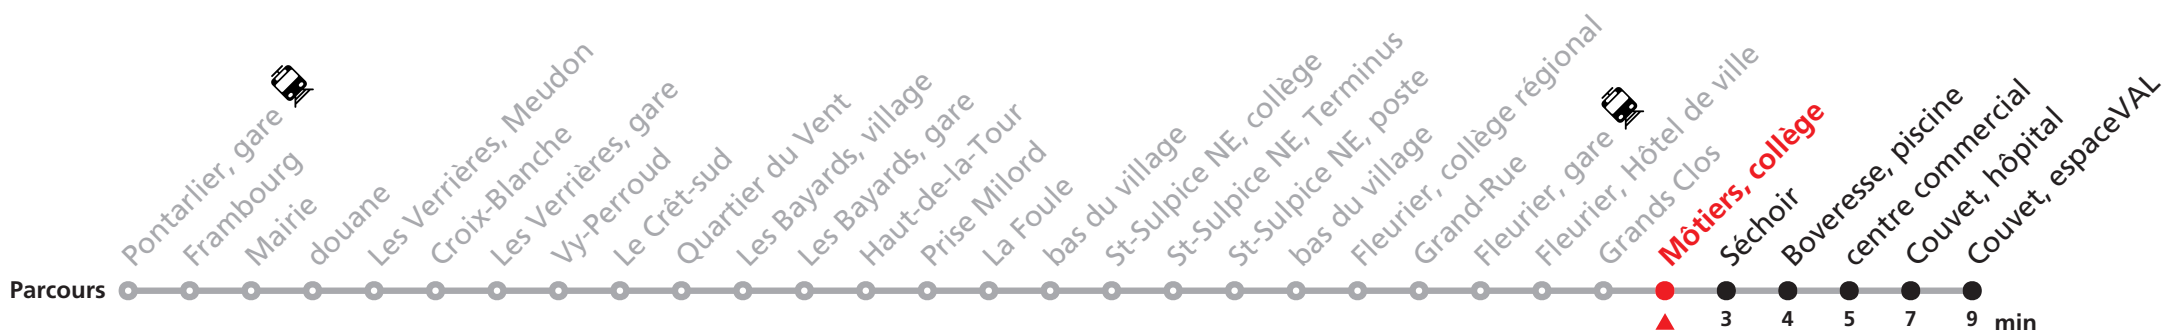 Pontarlier, gare
Frambourg
Mairie
douane
Les Verrières, Meudon
Croix-Blanche
Les Verrières, gare
Vy-Perroud
Le Crêt-sud
Quartier du Vent
Les Bayards, village
Les Bayards, gare
Haut-de-la-Tour
Prise Milord
La Foule
bas du village
St-Sulpice NE, collège
St-Sulpice NE, Terminus
St-Sulpice NE, poste
bas du village
Fleurier, collège régional
Grand-Rue
Fleurier, gare
Fleurier, Hôtel de ville
Grands Clos
Môtiers, collège
Séchoir
Boveresse, piscine
centre commercial
Couvet, hôpital
Couvet, espaceVAL
Parcours
3 4 5 7 9 min